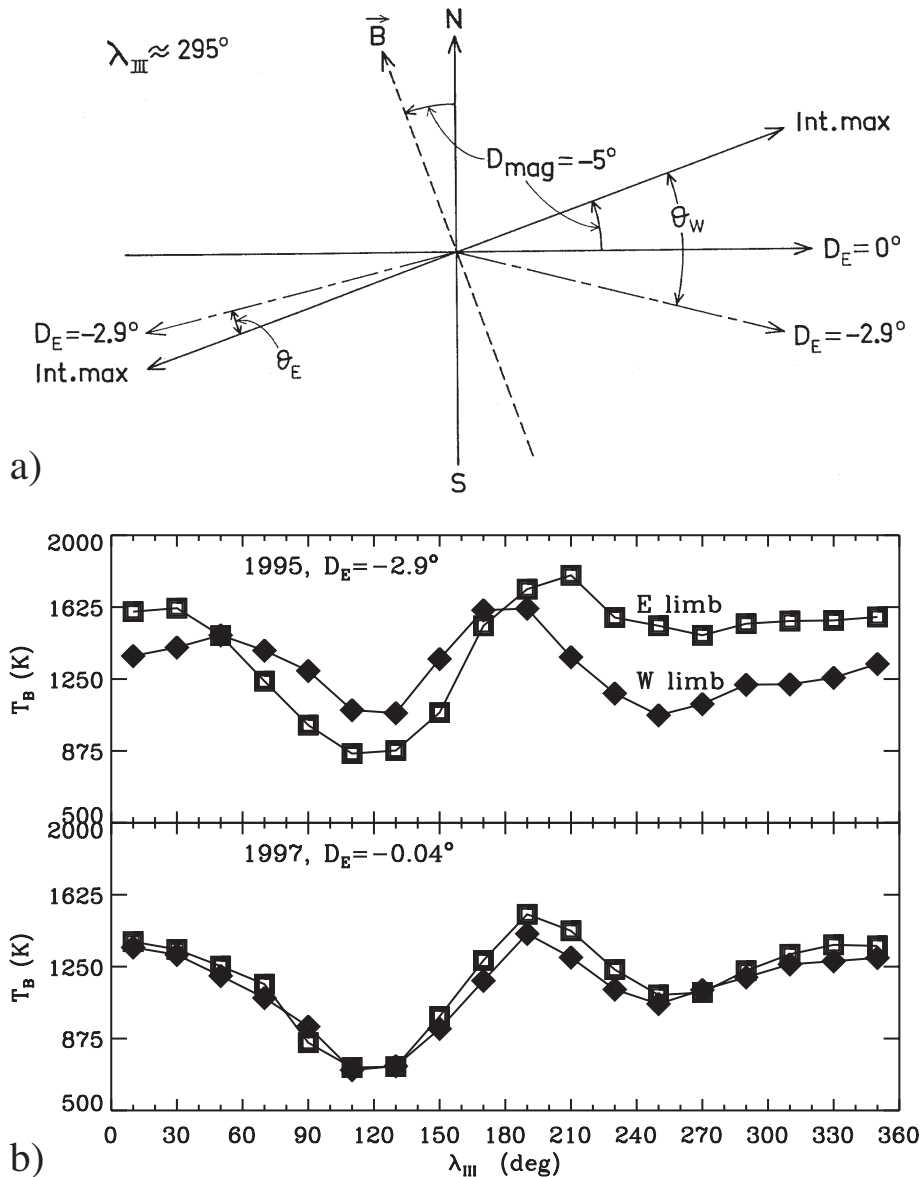 λ_III ≈ 295°
B⃗
N
Int.max
D_mag = −5°
ϑ_W
D_E = 0°
D_E = −2.9°
D_E = −2.9°
ϑ_E
Int.max
S
a)
2000
1625
1250
875
500
T_B (K)
1995, D_E=−2.9°
E limb
W limb
2000
1625
1250
875
500
T_B (K)
1997, D_E=−0.04°
0 30 60 90 120 150 180 210 240 270 300 330 360
λ_III (deg)
b)